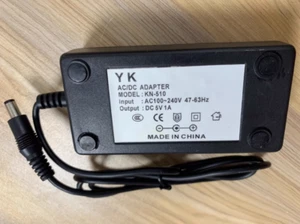 YK
AC/DC ADAPTER
MODEL: KN-510
Input : AC100~240V 47-63Hz
Output : DC 5V 1A
MADE IN CHINA